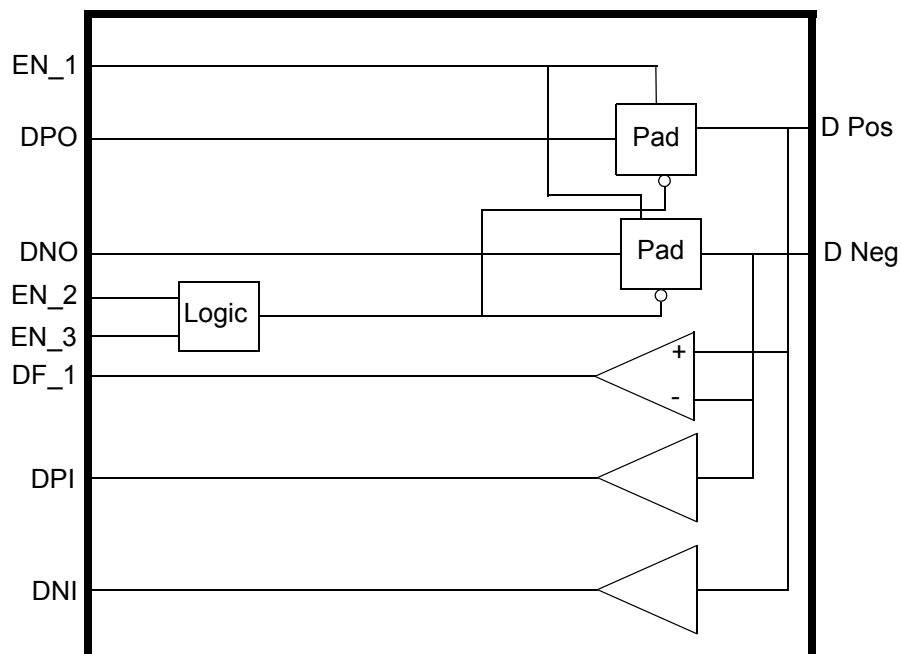 EN_1
DPO
Pad
D Pos
DNO
Pad
D Neg
EN_2
Logic
EN_3
DF_1
+
-
DPI
DNI